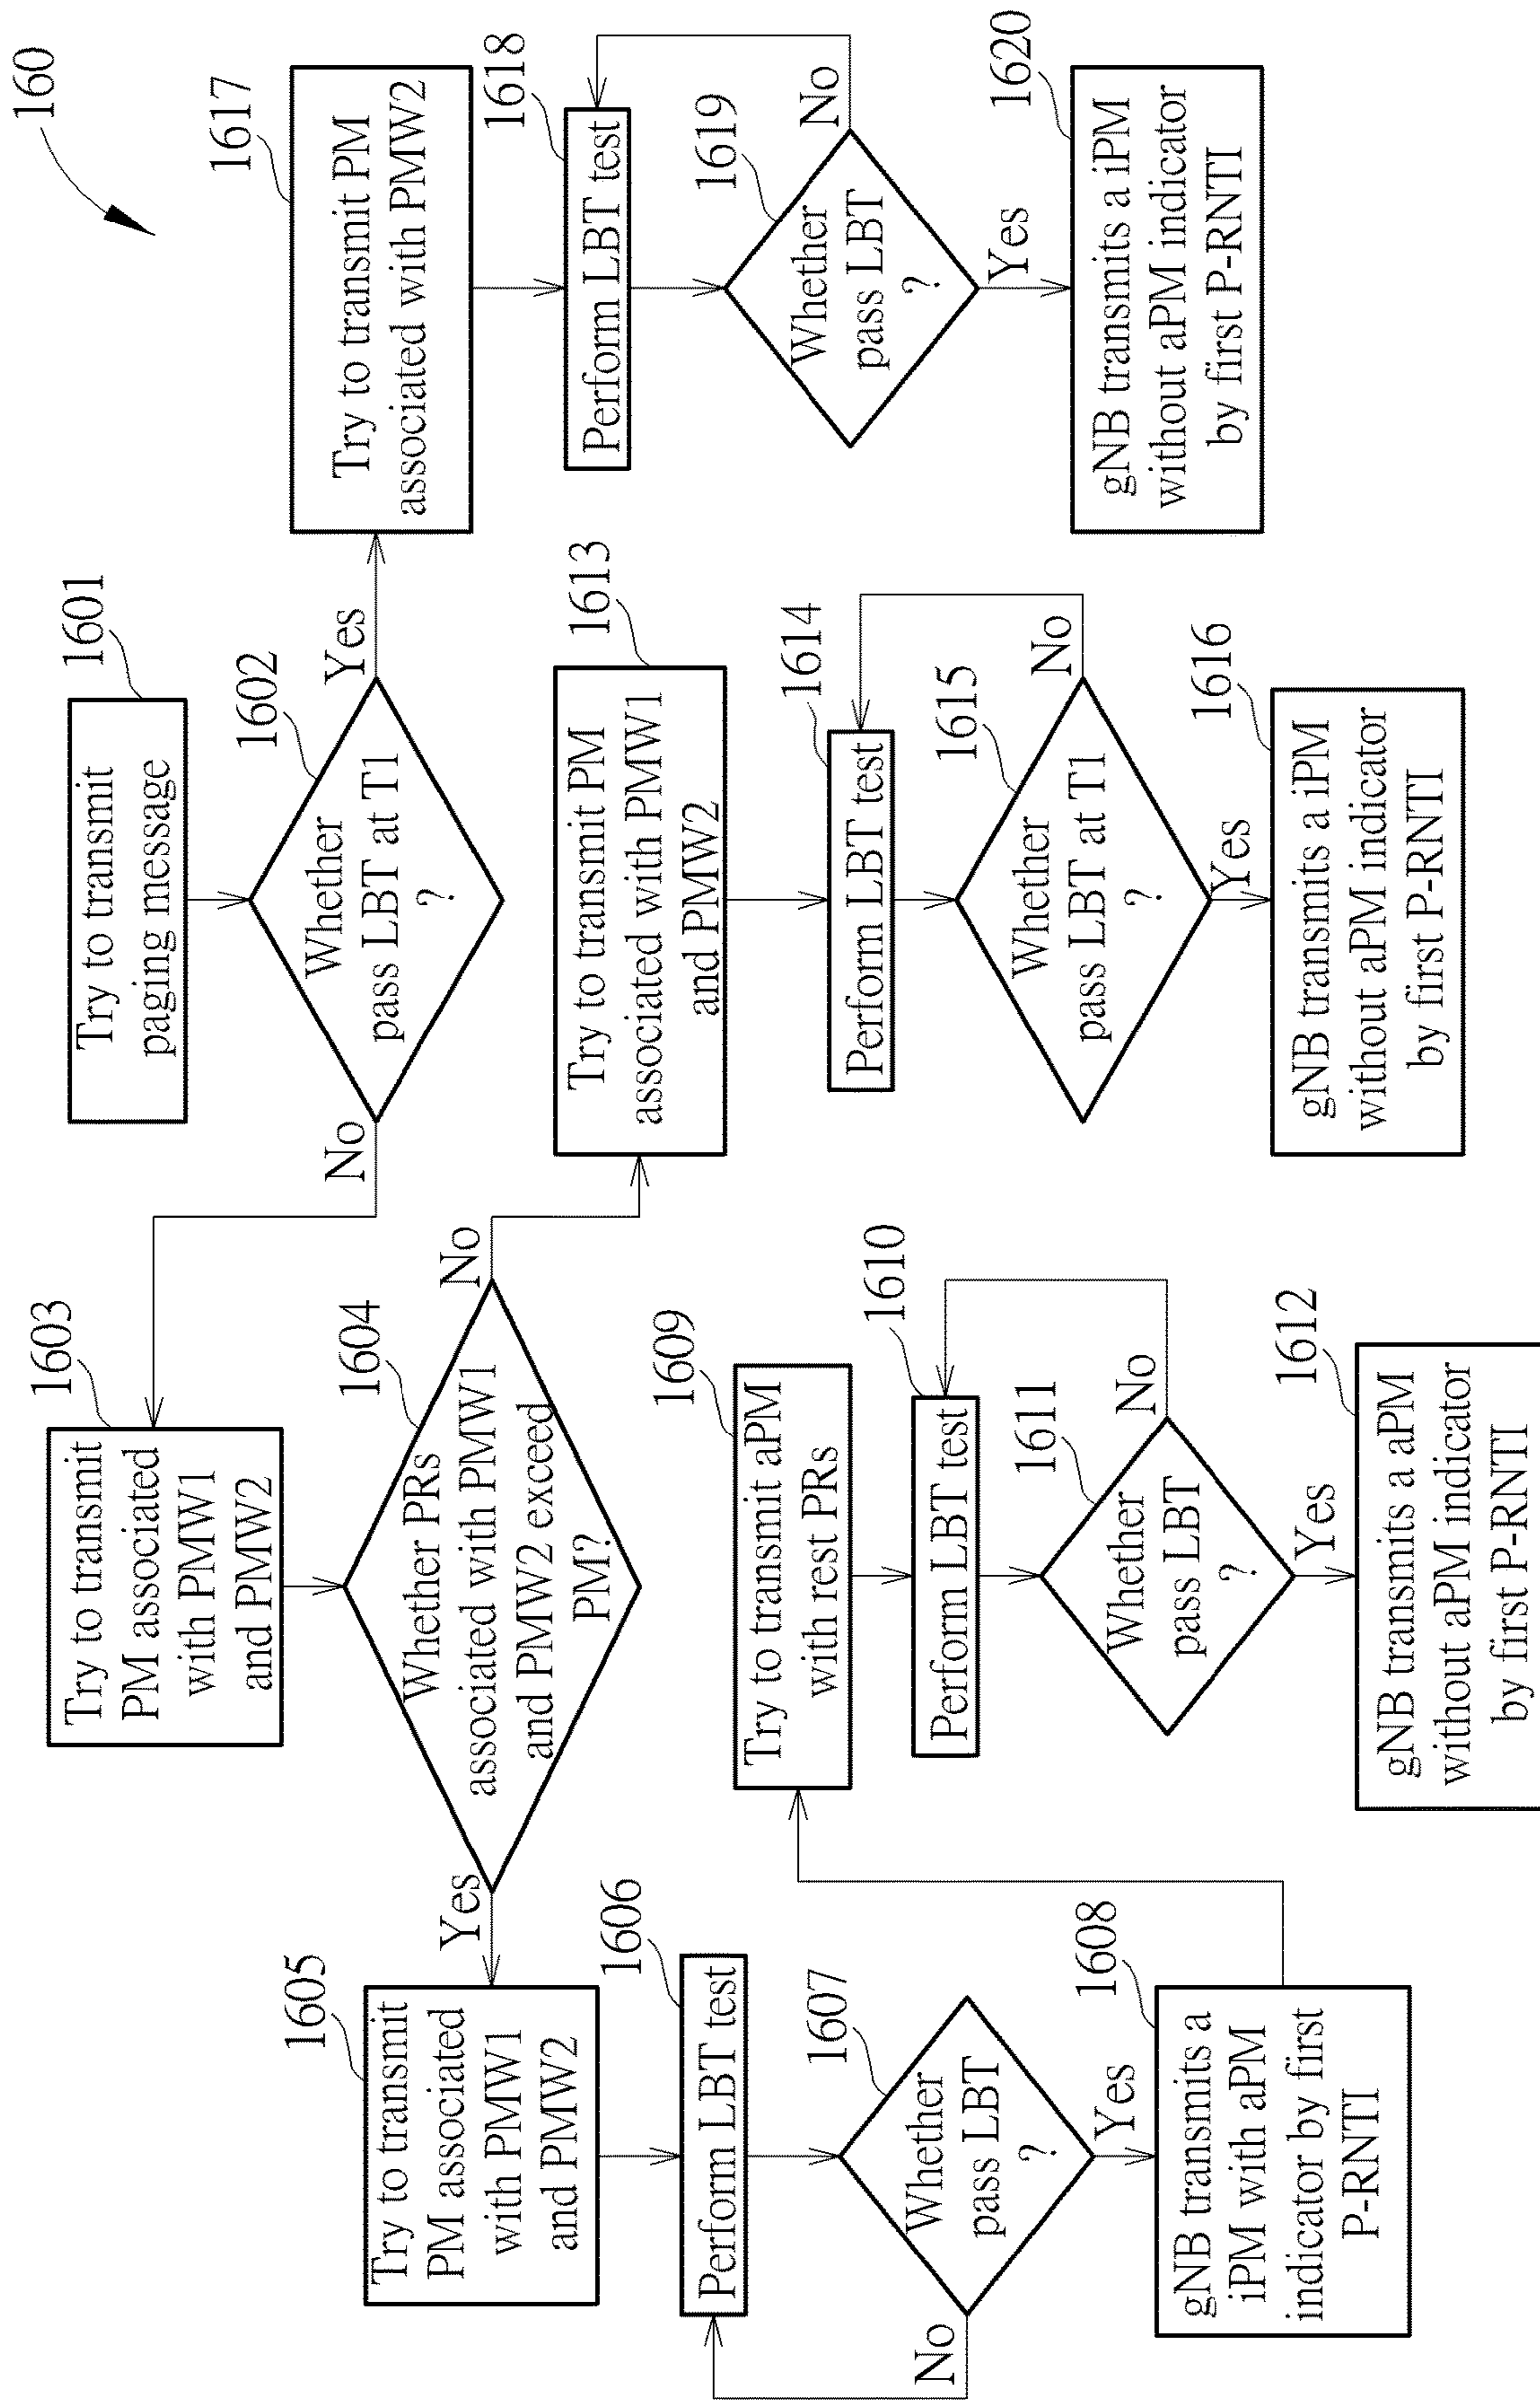 160
1601
Try to transmit
paging message
1602
Whether
pass LBT at T1
?
No
Yes
1603
Try to transmit
PM associated
with PMW1
and PMW2
1604
Whether PRs
associated with PMW1
and PMW2 exceed
PM?
Yes
No
1605
Try to transmit
PM associated
with PMW1
and PMW2
1606
Perform LBT test
1607
Whether
pass LBT
?
No
Yes
1608
gNB transmits a
iPM with aPM
indicator by first
P-RNTI
1609
Try to transmit aPM
with rest PRs
1610
Perform LBT test
1611
Whether
pass LBT
?
No
Yes
1612
gNB transmits a aPM
without aPM indicator
by first P-RNTI
1613
Try to transmit PM
associated with PMW1
and PMW2
1614
Perform LBT test
1615
Whether
pass LBT at T1
?
No
Yes
1616
gNB transmits a iPM
without aPM indicator
by first P-RNTI
1617
Try to transmit PM
associated with PMW2
1618
Perform LBT test
1619
Whether
pass LBT
?
No
Yes
1620
gNB transmits a iPM
without aPM indicator
by first P-RNTI